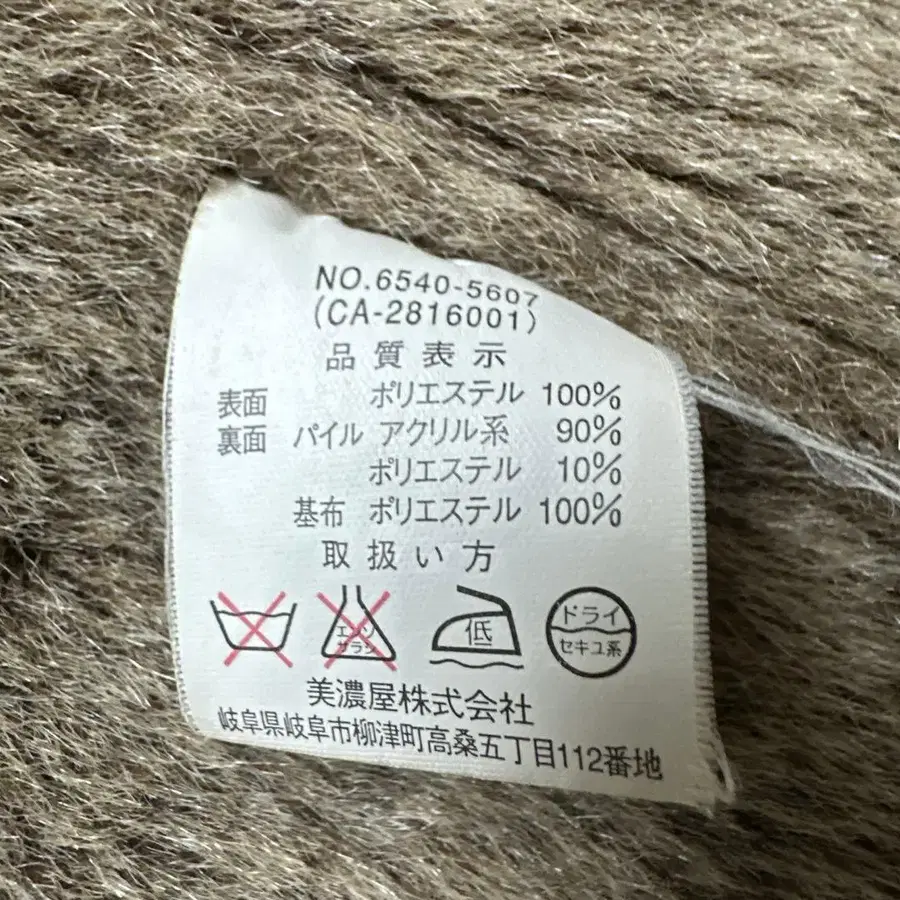 NO.6540-5607
(CA-2816001)
品質表示
表面 ポリエステル 100%
裏面 パイル アクリル系 90%
ポリエステル 10%
基布 ポリエステル 100%
取扱い方
エンソ
サラシ
低
ドライ
セキユ系
美濃屋株式会社
岐阜県岐阜市柳津町高桑五丁目112番地